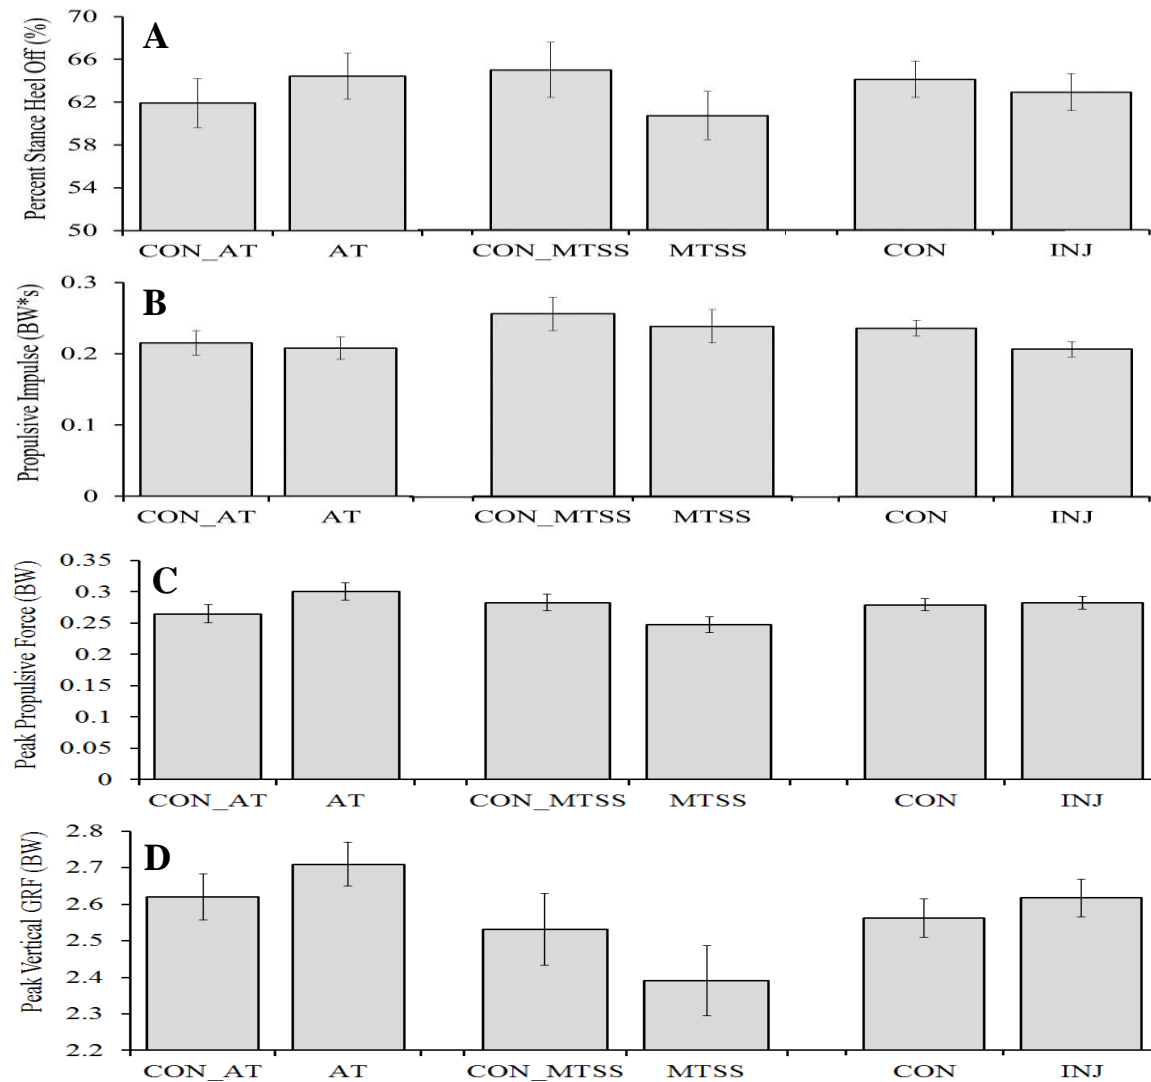 Percent Stance Heel Off (%)
A
70
66
62
58
54
50
CON_AT AT CON_MTSS MTSS CON INJ
Propulsive Impulse (BW*s)
B
0.3
0.2
0.1
0
CON_AT AT CON_MTSS MTSS CON INJ
Peak Propulsive Force (BW)
C
0.35
0.3
0.25
0.2
0.15
0.1
0.05
0
CON_AT AT CON_MTSS MTSS CON INJ
Peak Vertical GRF (BW)
D
2.8
2.7
2.6
2.5
2.4
2.3
2.2
CON_AT AT CON_MTSS MTSS CON INJ